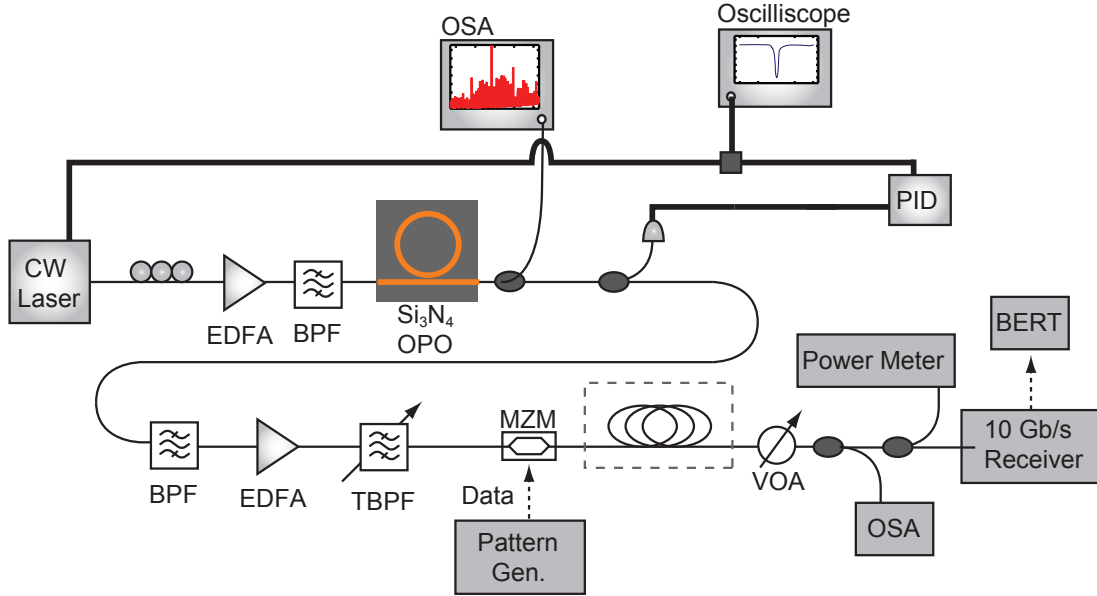 OSA
Oscilliscope
PID
CW
Laser
EDFA
BPF
Si₃N₄
OPO
BERT
Power Meter
10 Gb/s
Receiver
BPF
EDFA
TBPF
MZM
VOA
Data
OSA
Pattern
Gen.